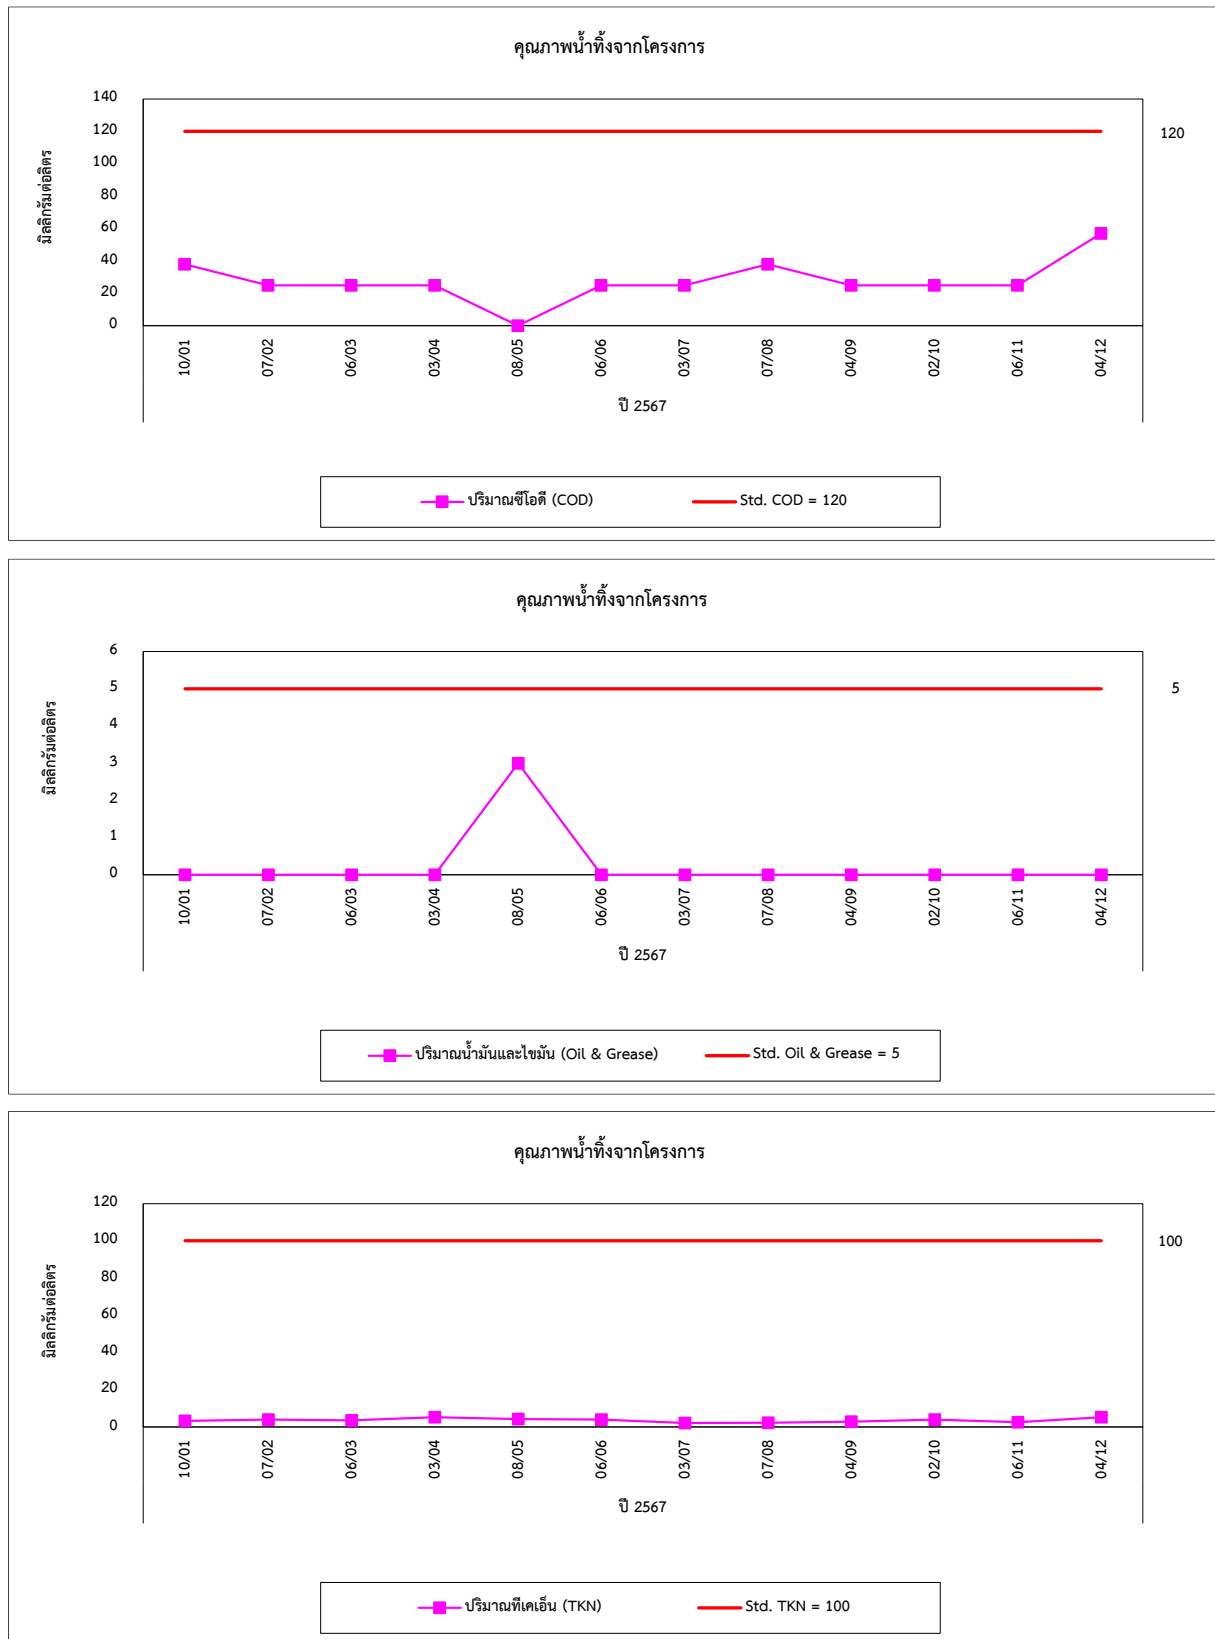 คุณภาพน้ำทิ้งจากโครงการ
มิลลิกรัมต่อลิตร
140
120
100
80
60
40
20
0
120
10/01 07/02 06/03 03/04 08/05 06/06 03/07 07/08 04/09 02/10 06/11 04/12
ปี 2567
ปริมาณซีโอดี (COD) Std. COD = 120
คุณภาพน้ำทิ้งจากโครงการ
มิลลิกรัมต่อลิตร
6
5
4
3
2
1
0
5
10/01 07/02 06/03 03/04 08/05 06/06 03/07 07/08 04/09 02/10 06/11 04/12
ปี 2567
ปริมาณน้ำมันและไขมัน (Oil & Grease) Std. Oil & Grease = 5
คุณภาพน้ำทิ้งจากโครงการ
มิลลิกรัมต่อลิตร
120
100
80
60
40
20
0
100
10/01 07/02 06/03 03/04 08/05 06/06 03/07 07/08 04/09 02/10 06/11 04/12
ปี 2567
ปริมาณทีเคเอ็น (TKN) Std. TKN = 100